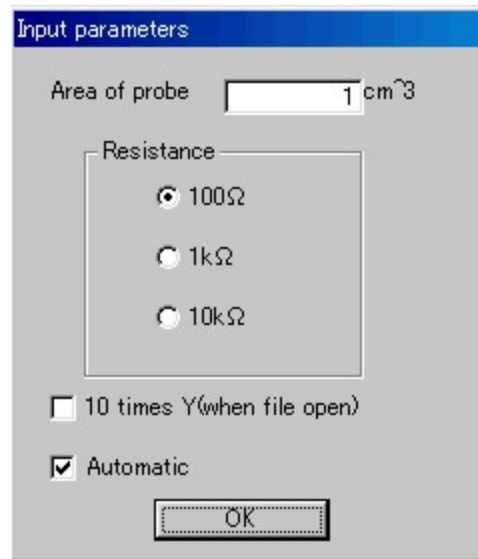 Input parameters
Area of probe 1 cm^3
Resistance
100Ω
1kΩ
10kΩ
10 times Y(when file open)
Automatic
OK